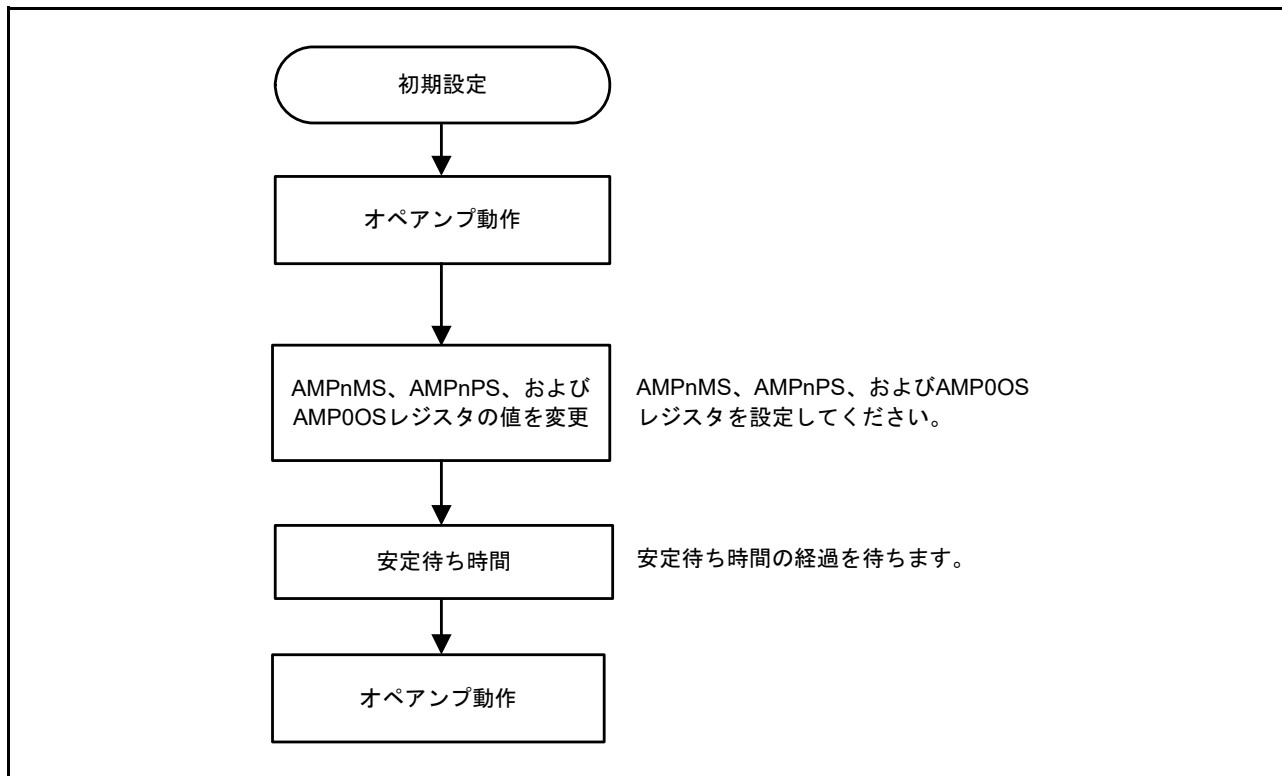 初期設定
オペアンプ動作
AMPnMS、AMPnPS、および
AMP0OSレジスタの値を変更
AMPnMS、AMPnPS、およびAMP0OS
レジスタを設定してください。
安定待ち時間
安定待ち時間の経過を待ちます。
オペアンプ動作